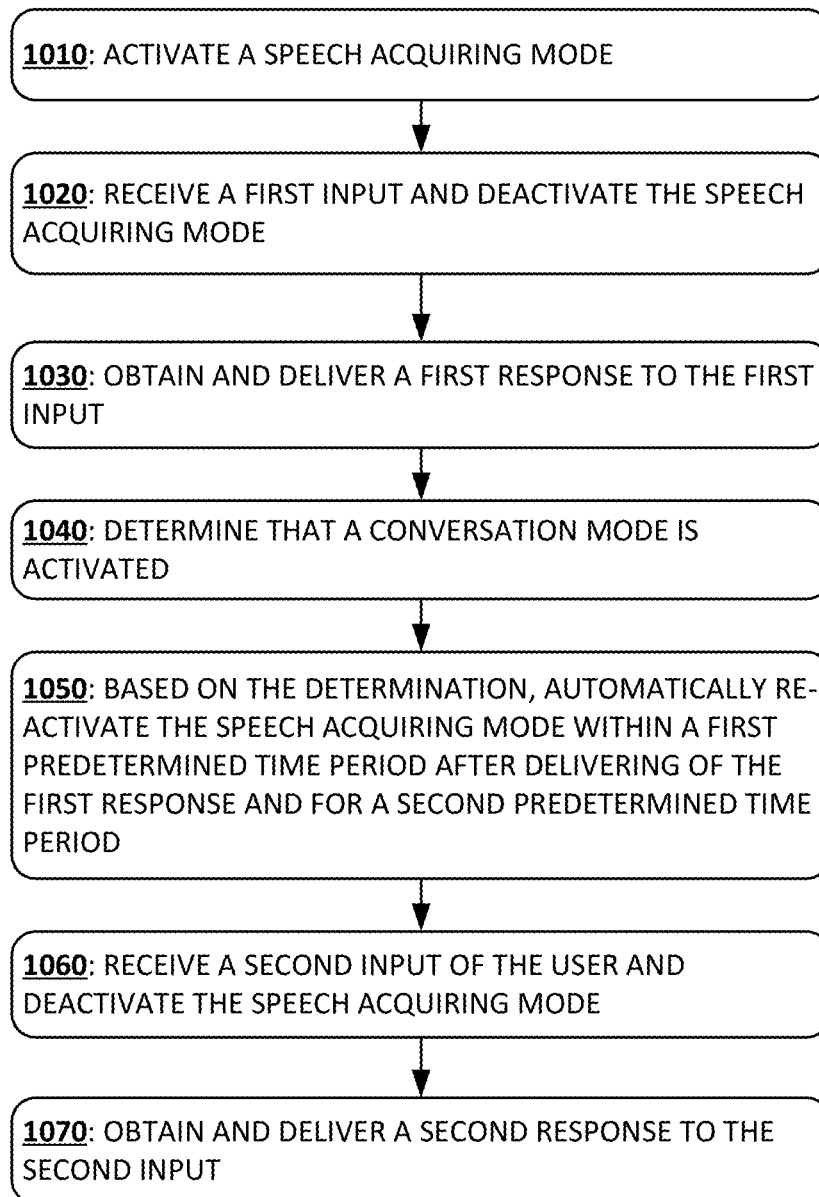 1010: ACTIVATE A SPEECH ACQUIRING MODE
1020: RECEIVE A FIRST INPUT AND DEACTIVATE THE SPEECH
ACQUIRING MODE
1030: OBTAIN AND DELIVER A FIRST RESPONSE TO THE FIRST
INPUT
1040: DETERMINE THAT A CONVERSATION MODE IS
ACTIVATED
1050: BASED ON THE DETERMINATION, AUTOMATICALLY RE-
ACTIVATE THE SPEECH ACQUIRING MODE WITHIN A FIRST
PREDETERMINED TIME PERIOD AFTER DELIVERING OF THE
FIRST RESPONSE AND FOR A SECOND PREDETERMINED TIME
PERIOD
1060: RECEIVE A SECOND INPUT OF THE USER AND
DEACTIVATE THE SPEECH ACQUIRING MODE
1070: OBTAIN AND DELIVER A SECOND RESPONSE TO THE
SECOND INPUT